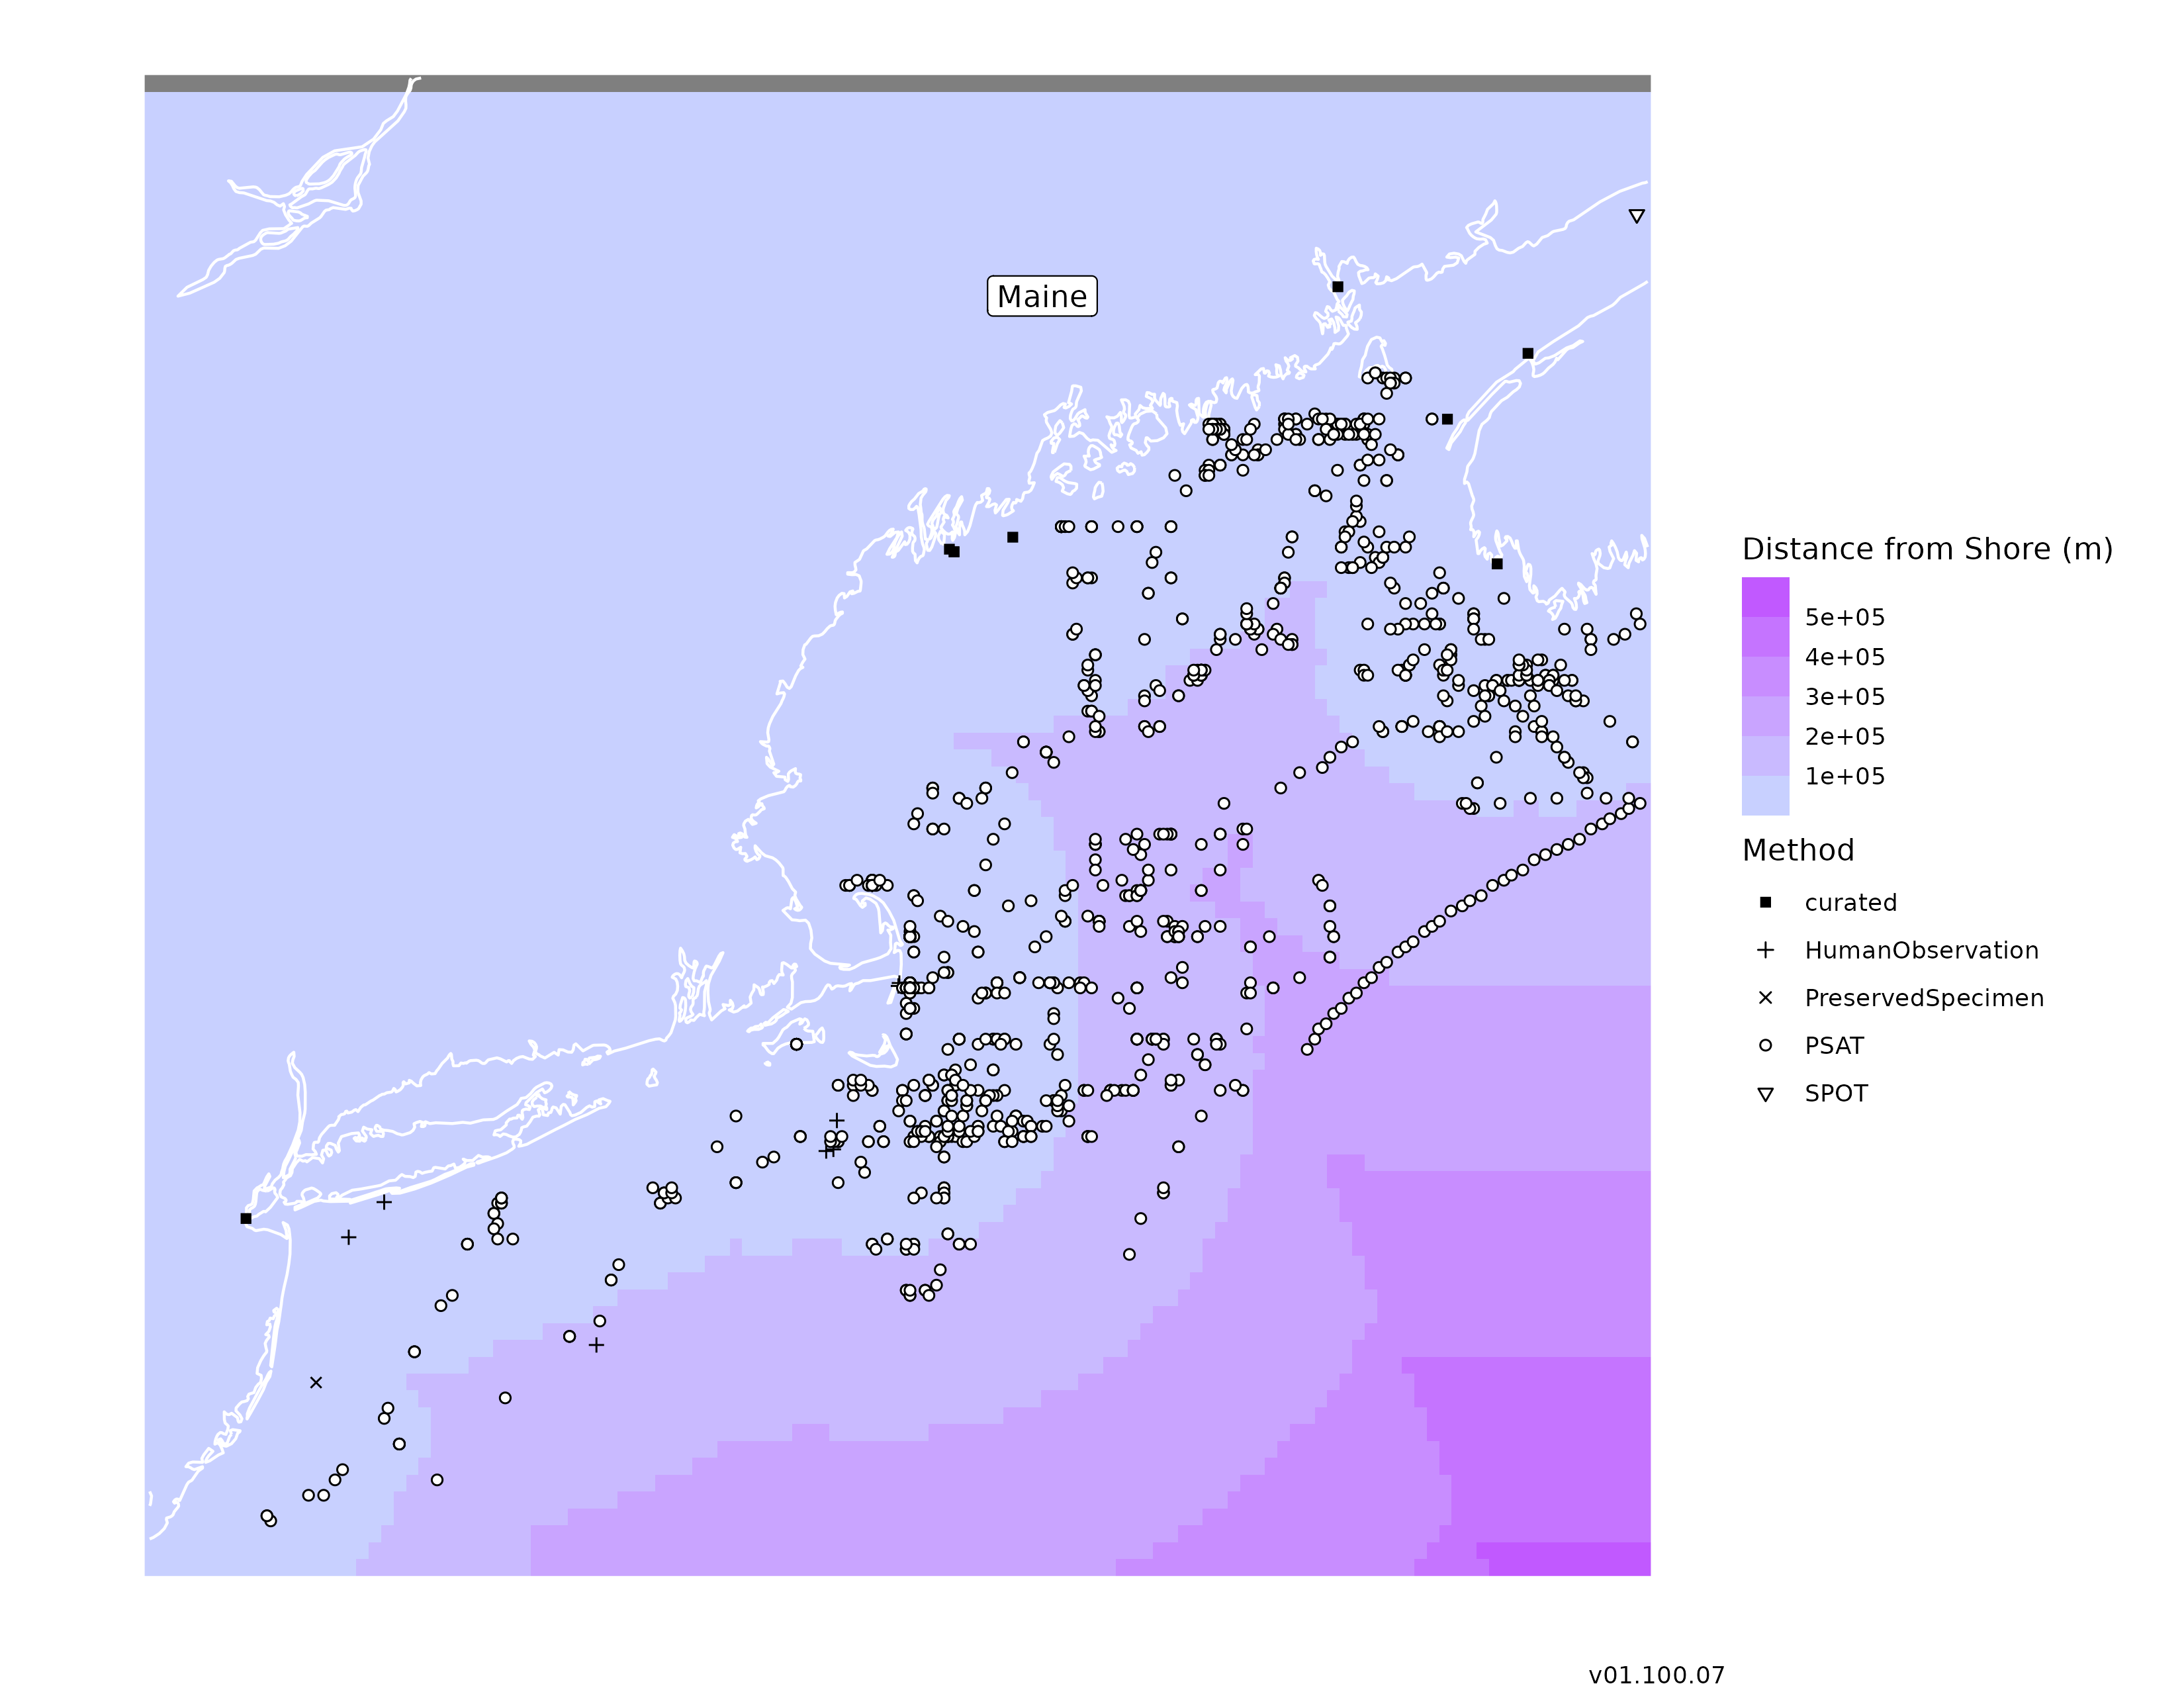 Maine
Distance from Shore (m)
5e+05
4e+05
3e+05
2e+05
1e+05
Method
curated
HumanObservation
PreservedSpecimen
PSAT
SPOT
v01.100.07